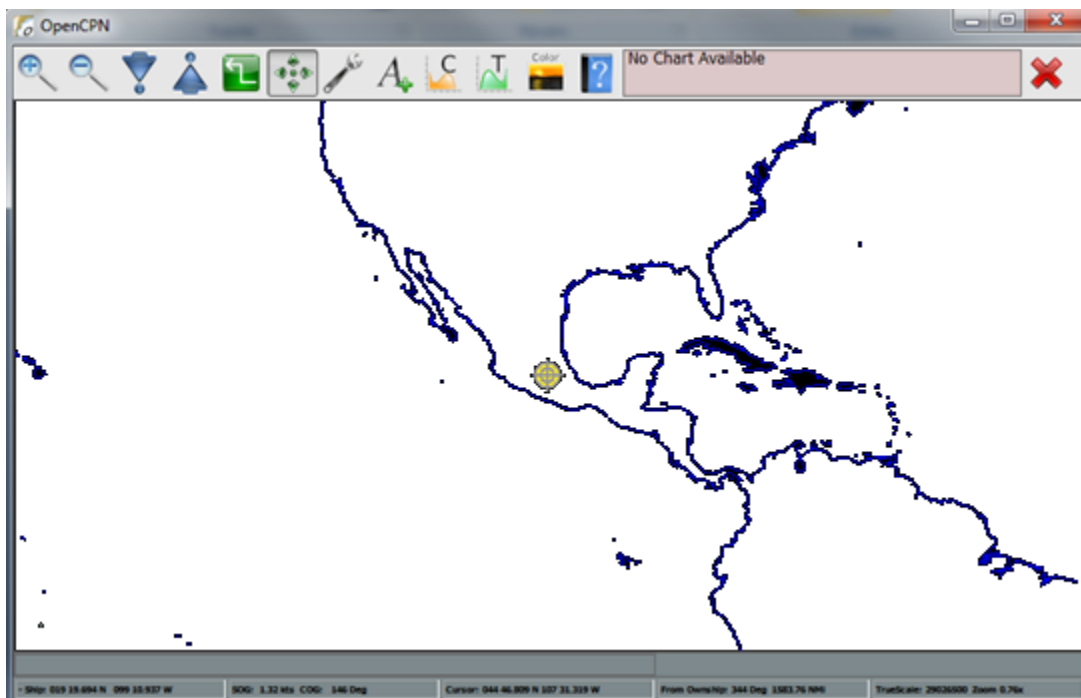 OpenCPN
Color
C
T
No Chart Available
- Ship: 019 19.694 N 099 10.937 W
SOG: 1.32 kts COG: 146 Deg
Cursor: 044 46.809 N 107 31.319 W
From Ownship: 344 Deg 1583.76 NMI
TrueScale: 29026500 Zoom 0.76x